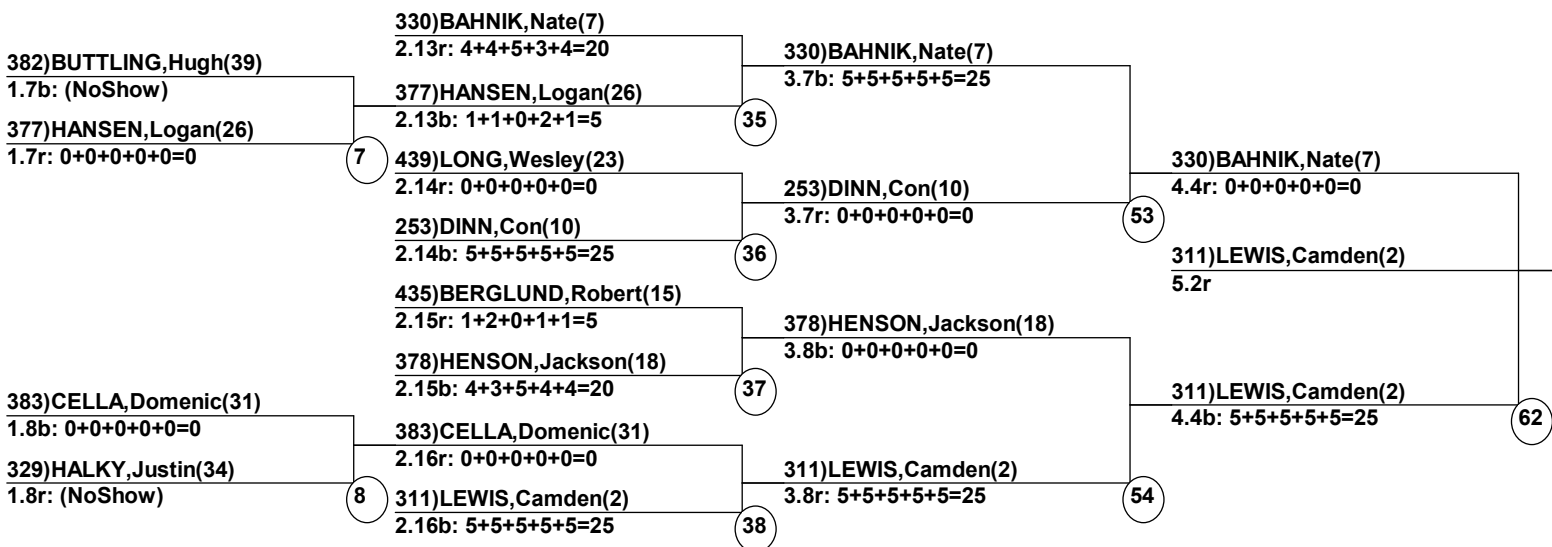 382)BUTTLING,Hugh(39)
1.7b: (NoShow)
377)HANSEN,Logan(26)
1.7r: 0+0+0+0+0=0
7
383)CELLA,Domenic(31)
1.8b: 0+0+0+0+0=0
329)HALKY,Justin(34)
1.8r: (NoShow)
8
330)BAHNIK,Nate(7)
2.13r: 4+4+5+3+4=20
377)HANSEN,Logan(26)
2.13b: 1+1+0+2+1=5
35
439)LONG,Wesley(23)
2.14r: 0+0+0+0+0=0
253)DINN,Con(10)
2.14b: 5+5+5+5+5=25
36
435)BERGLUND,Robert(15)
2.15r: 1+2+0+1+1=5
378)HENSON,Jackson(18)
2.15b: 4+3+5+4+4=20
37
383)CELLA,Domenic(31)
2.16r: 0+0+0+0+0=0
311)LEWIS,Camden(2)
2.16b: 5+5+5+5+5=25
38
330)BAHNIK,Nate(7)
3.7b: 5+5+5+5+5=25
253)DINN,Con(10)
3.7r: 0+0+0+0+0=0
53
378)HENSON,Jackson(18)
3.8b: 0+0+0+0+0=0
311)LEWIS,Camden(2)
3.8r: 5+5+5+5+5=25
54
330)BAHNIK,Nate(7)
4.4r: 0+0+0+0+0=0
311)LEWIS,Camden(2)
5.2r
311)LEWIS,Camden(2)
4.4b: 5+5+5+5+5=25
62